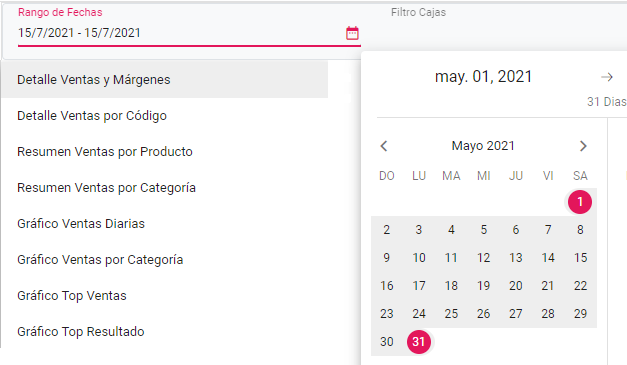 Rango de Fechas
15/7/2021 - 15/7/2021
Filtro Cajas
Detalle Ventas y Márgenes
Detalle Ventas por Código
Resumen Ventas por Producto
Resumen Ventas por Categoría
Gráfico Ventas Diarias
Gráfico Ventas por Categoría
Gráfico Top Ventas
Gráfico Top Resultado
may. 01, 2021 →
31 Dias
Mayo 2021
DO LU MA MI JU VI SA
1
2 3 4 5 6 7 8
9 10 11 12 13 14 15
16 17 18 19 20 21 22
23 24 25 26 27 28 29
30 31